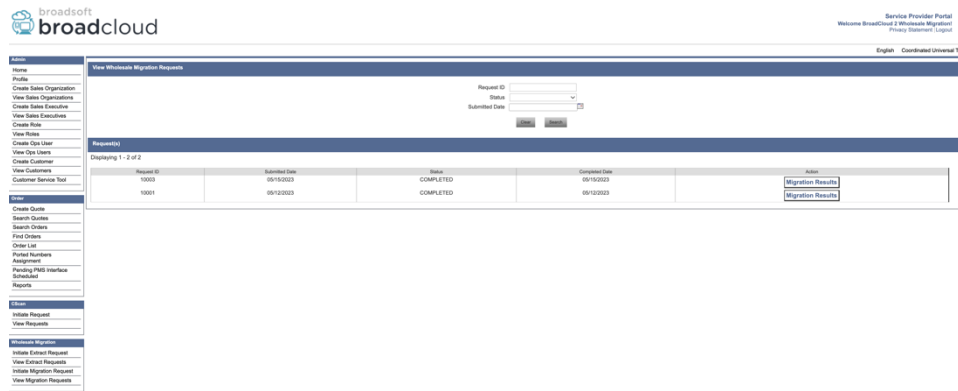 broadsoft
broadcloud
Service Provider Portal
Welcome BroadCloud 2 Wholesale Migration!
Privacy Statement | Logout
English Coordinated Universal T
Admin
Home
Profile
Create Sales Organization
View Sales Organizations
Create Sales Executive
View Sales Executives
Create Role
View Roles
Create Ops User
View Ops Users
Create Customer
View Customers
Customer Service Tool
Order
Create Quote
Search Quotes
Search Orders
Find Orders
Order List
Ported Numbers
Assignment
Pending PMS Interface
Scheduled
Reports
CScan
Initiate Request
View Requests
Wholesale Migration
Initiate Extract Request
View Extract Requests
Initiate Migration Request
View Migration Requests
View Wholesale Migration Requests
Request ID
Status
Submitted Date
Clear Search
Request(s)
Displaying 1 - 2 of 2
Request ID Submitted Date Status Completed Date Action
10003 05/15/2023 COMPLETED 05/15/2023 Migration Results
10001 05/12/2023 COMPLETED 05/12/2023 Migration Results